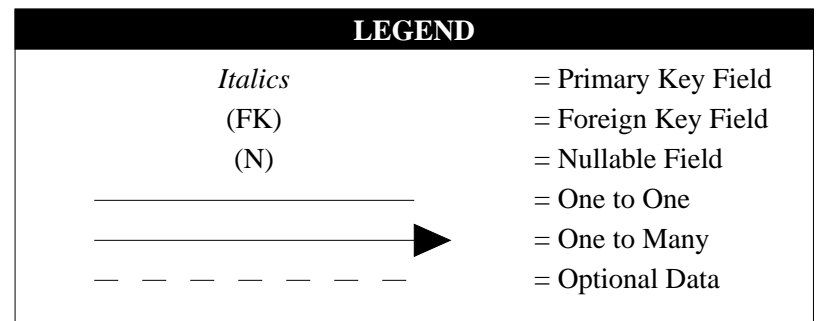 LEGEND
Italics = Primary Key Field
(FK) = Foreign Key Field
(N) = Nullable Field
= One to One
= One to Many
= Optional Data